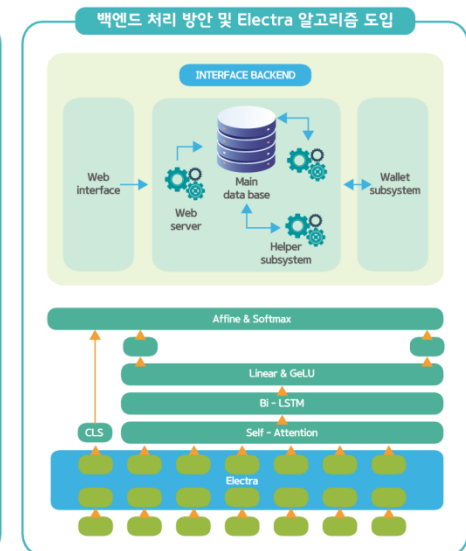 백엔드 처리 방안 및 Electra 알고리즘 도입
INTERFACE BACKEND
Web
interface
Web
server
Main
data base
Helper
subsystem
Wallet
subsystem
Affine & Softmax
Linear & GeLU
Bi - LSTM
CLS
Self - Attention
Electra